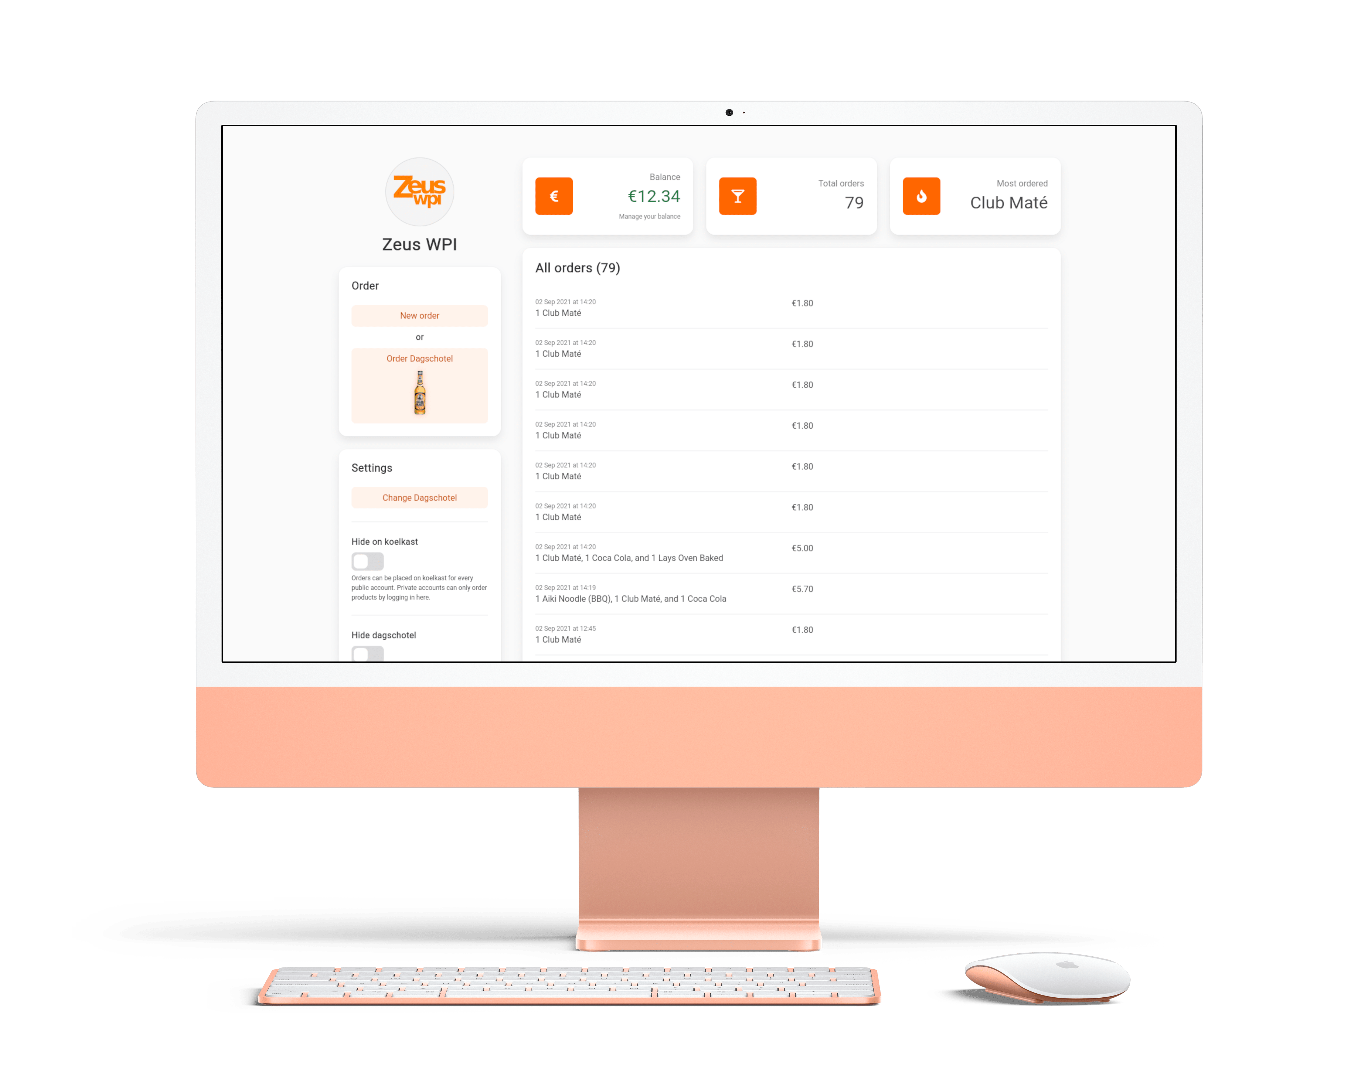 Zeus
wpi
Zeus WPI
Order
New order
or
Order Dagschotel
Settings
Change Dagschotel
Hide on koelkast
Orders can be placed on koelkast for every
public account. Private accounts can only order
products by logging in here.
Hide dagschotel
€
Balance
€12.34
Manage your balance
Total orders
79
Most ordered
Club Maté
All orders (79)
02 Sep 2021 at 14:20
€1.80
1 Club Maté
02 Sep 2021 at 14:20
€1.80
1 Club Maté
02 Sep 2021 at 14:20
€1.80
1 Club Maté
02 Sep 2021 at 14:20
€1.80
1 Club Maté
02 Sep 2021 at 14:20
€1.80
1 Club Maté
02 Sep 2021 at 14:20
€1.80
1 Club Maté
02 Sep 2021 at 14:20
€5.00
1 Club Maté, 1 Coca Cola, and 1 Lays Oven Baked
02 Sep 2021 at 14:19
€5.70
1 Aiki Noodle (BBQ), 1 Club Maté, and 1 Coca Cola
02 Sep 2021 at 12:45
€1.80
1 Club Maté